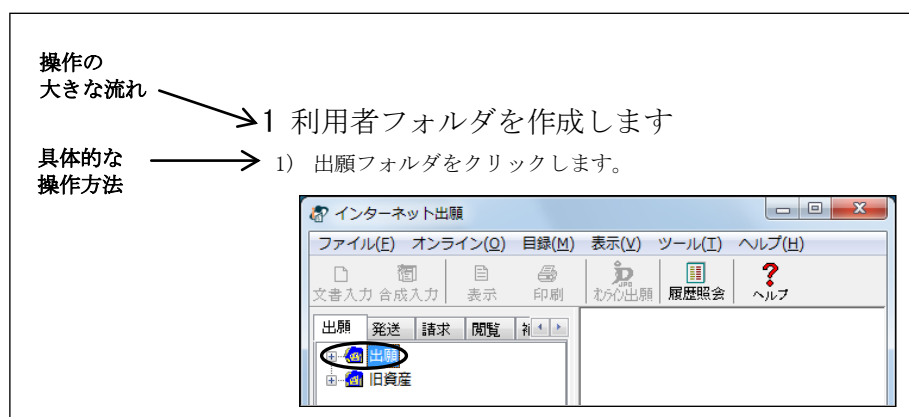 操作の
大きな流れ
1 利用者フォルダを作成します
具体的な
操作方法
1) 出願フォルダをクリックします。
インターネット出願
ファイル(F) オンライン(O) 目録(M) 表示(V) ツール(T) ヘルプ(H)
文書入力 合成入力 表示 印刷 オンライン出願 履歴照会 ヘルプ
出願 発送 請求 閲覧
出願
旧資産